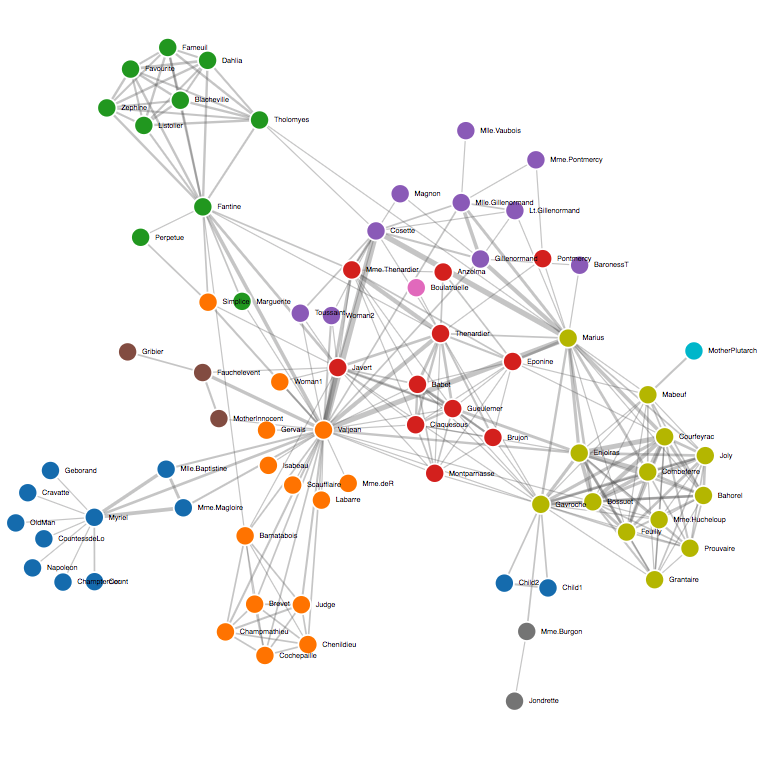 Fameuil
Dahlia
Favourite
Zephine
Blacheville
Listolier
Tholomyes
Mlle.Vaubois
Mme.Pontmercy
Magnon
Mlle.Gillenormand
Fantine
Lt.Gillenormand
Perpetue
Cosette
Gillenormand
Pontmercy
BaronessT
Mme.Thenardier
Anzelma
Boulatruelle
Simplice
Marguerite
Toussaint
Woman2
Thenardier
Marius
Gribier
MotherPlutarch
Javert
Eponine
Fauchelevent
Woman1
Babet
Mabeuf
Gueulemer
MotherInnocent
Gervais
Valjean
Claquesous
Brujon
Courfeyrac
Enjolras
Joly
Geborand
Mlle.Baptistine
Isabeau
Montparnasse
Combeferre
Cravatte
Scaufflaire
Mme.deR
Labarre
Bahorel
Mme.Magloire
Gavroche
Bossuet
OldMan
Myriel
Mme.Hucheloup
CountessdeLo
Bamatabois
Feuilly
Prouvaire
Napoleon
Champtercier
Count
Child2
Child1
Grantaire
Brevet
Judge
Champmathieu
Mme.Burgon
Chenildieu
Cochepaille
Jondrette